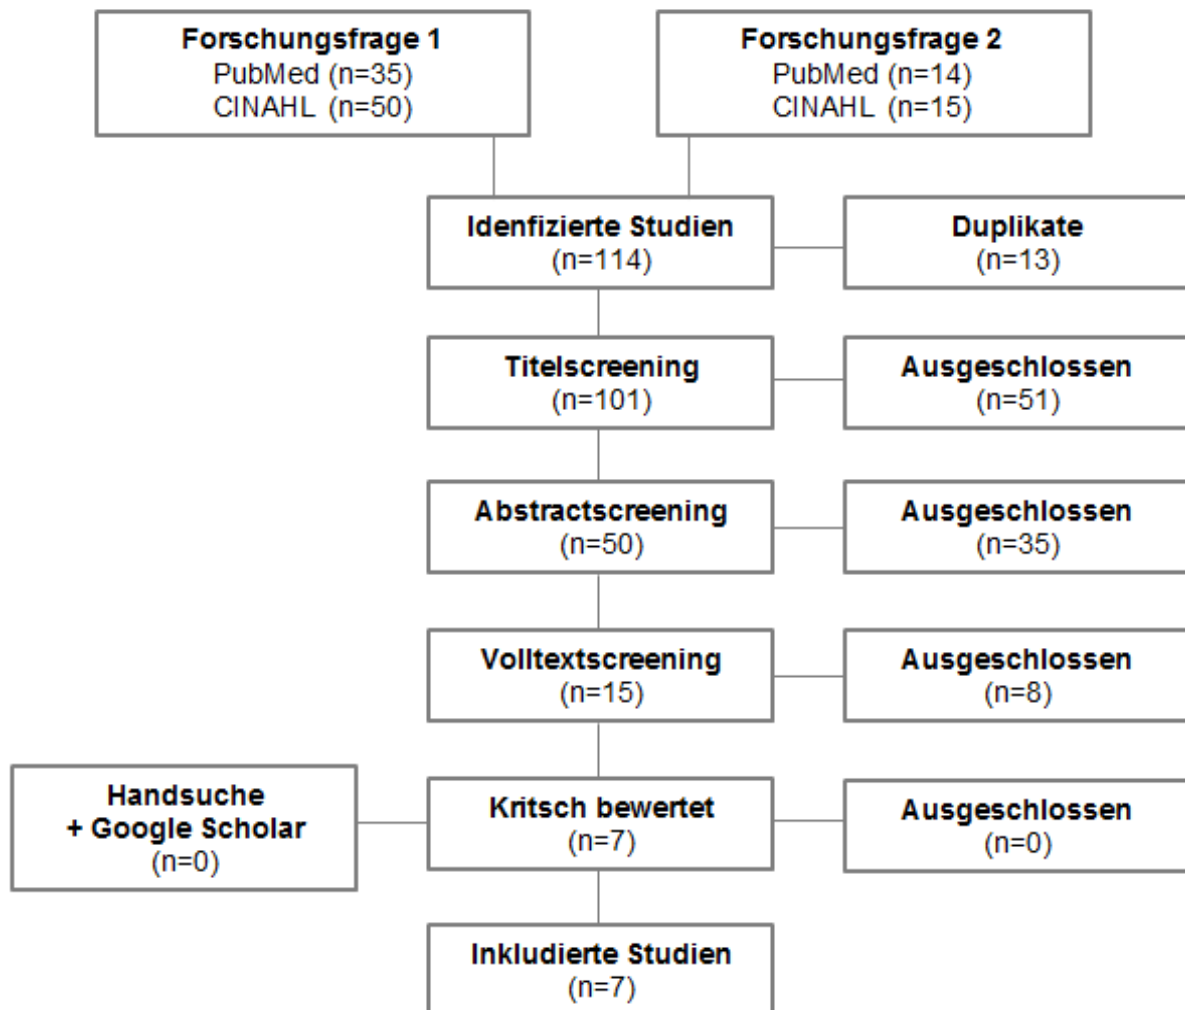 Forschungsfrage 1
PubMed (n=35)
CINAHL (n=50)
Forschungsfrage 2
PubMed (n=14)
CINAHL (n=15)
Idenfizierte Studien
(n=114)
Duplikate
(n=13)
Titelscreening
(n=101)
Ausgeschlossen
(n=51)
Abstractscreening
(n=50)
Ausgeschlossen
(n=35)
Volltextscreening
(n=15)
Ausgeschlossen
(n=8)
Handsuche
+ Google Scholar
(n=0)
Kritsch bewertet
(n=7)
Ausgeschlossen
(n=0)
Inkludierte Studien
(n=7)